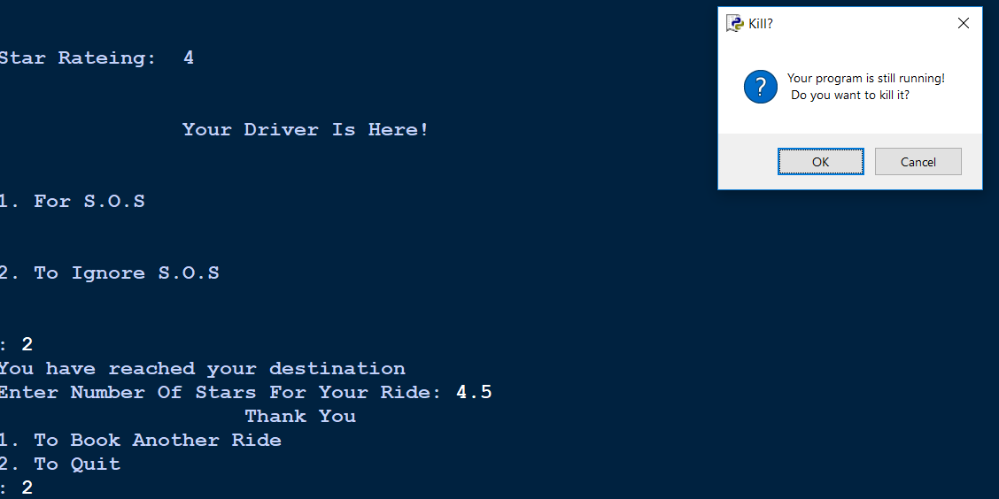 Star Rateing:  4
Your Driver Is Here!
1. For S.O.S
2. To Ignore S.O.S
: 2
You have reached your destination
Enter Number Of Stars For Your Ride: 4.5
Thank You
1. To Book Another Ride
2. To Quit
: 2
Kill?
Your program is still running!
Do you want to kill it?
OK
Cancel